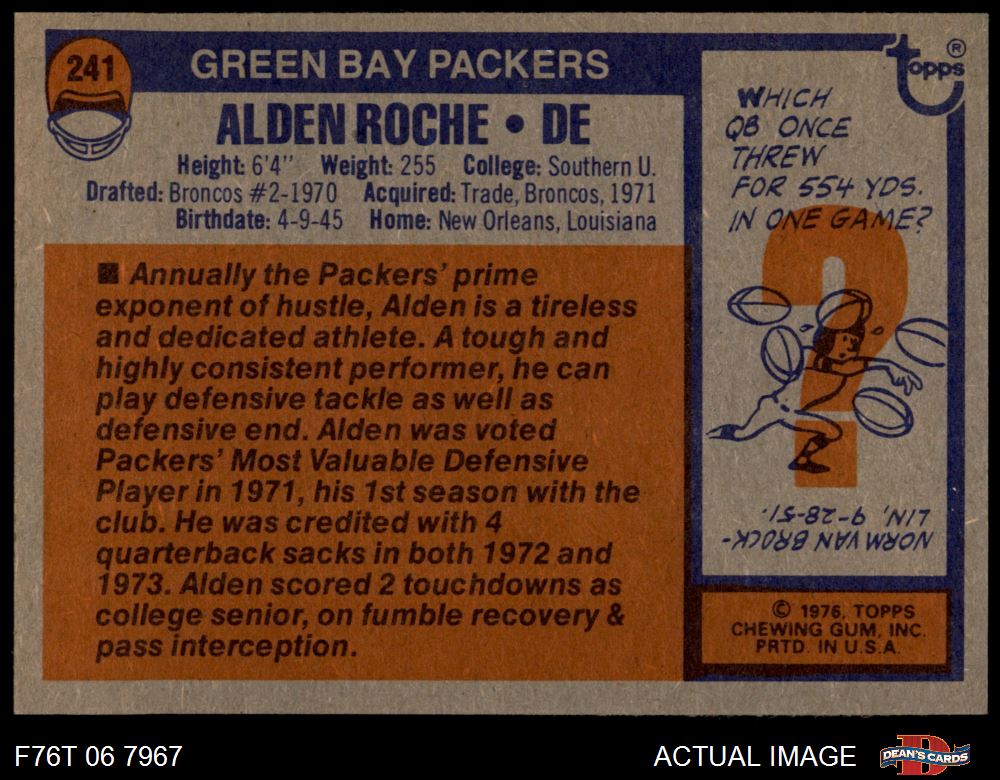 241
GREEN BAY PACKERS
ALDEN ROCHE • DE
Height: 6'4'' Weight: 255 College: Southern U.
Drafted: Broncos #2-1970 Acquired: Trade, Broncos, 1971
Birthdate: 4-9-45 Home: New Orleans, Louisiana
■ Annually the Packers' prime
exponent of hustle, Alden is a tireless
and dedicated athlete. A tough and
highly consistent performer, he can
play defensive tackle as well as
defensive end. Alden was voted
Packers' Most Valuable Defensive
Player in 1971, his 1st season with the
club. He was credited with 4
quarterback sacks in both 1972 and
1973. Alden scored 2 touchdowns as
college senior, on fumble recovery &
pass interception.
topps ®
WHICH
QB ONCE
THREW
FOR 554 YDS.
IN ONE GAME?
?
NORM VAN BROCK-
LIN, 9-28-51.
© 1976, TOPPS
CHEWING GUM, INC.
PRTD. IN U.S.A.
F76T 06 7967
ACTUAL IMAGE
D
DEAN'S CARDS